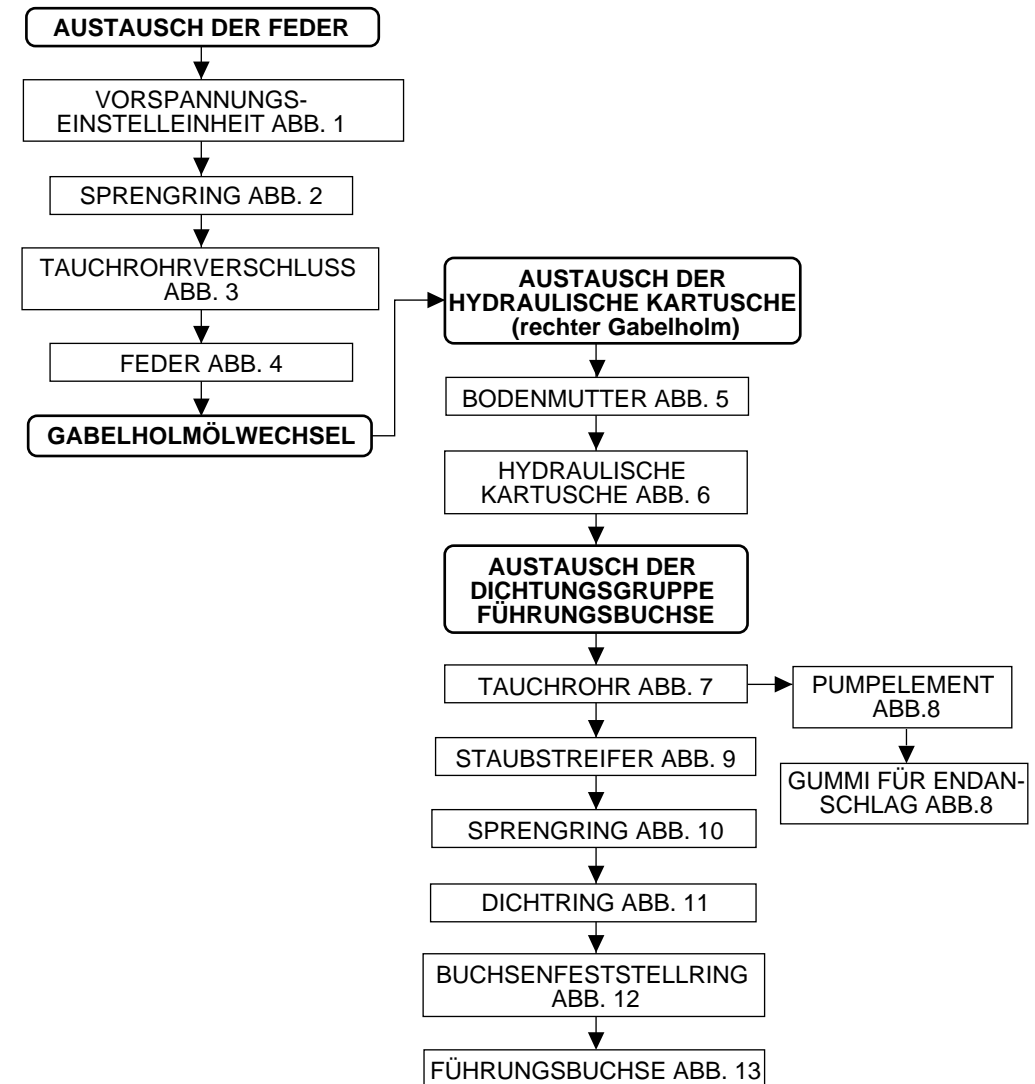 AUSTAUSCH DER FEDER
VORSPANNUNGS-
EINSTELLEINHEIT ABB. 1
SPRENGRING ABB. 2
TAUCHROHRVERSCHLUSS
ABB. 3
FEDER ABB. 4
GABELHOLMÖLWECHSEL
AUSTAUSCH DER
HYDRAULISCHE KARTUSCHE
(rechter Gabelholm)
BODENMUTTER ABB. 5
HYDRAULISCHE
KARTUSCHE ABB. 6
AUSTAUSCH DER
DICHTUNGSGRUPPE
FÜHRUNGSBUCHSE
TAUCHROHR ABB. 7
PUMPELEMENT
ABB.8
GUMMI FÜR ENDAN-
SCHLAG ABB.8
STAUBSTREIFER ABB. 9
SPRENGRING ABB. 10
DICHTRING ABB. 11
BUCHSENFESTSTELLRING
ABB. 12
FÜHRUNGSBUCHSE ABB. 13